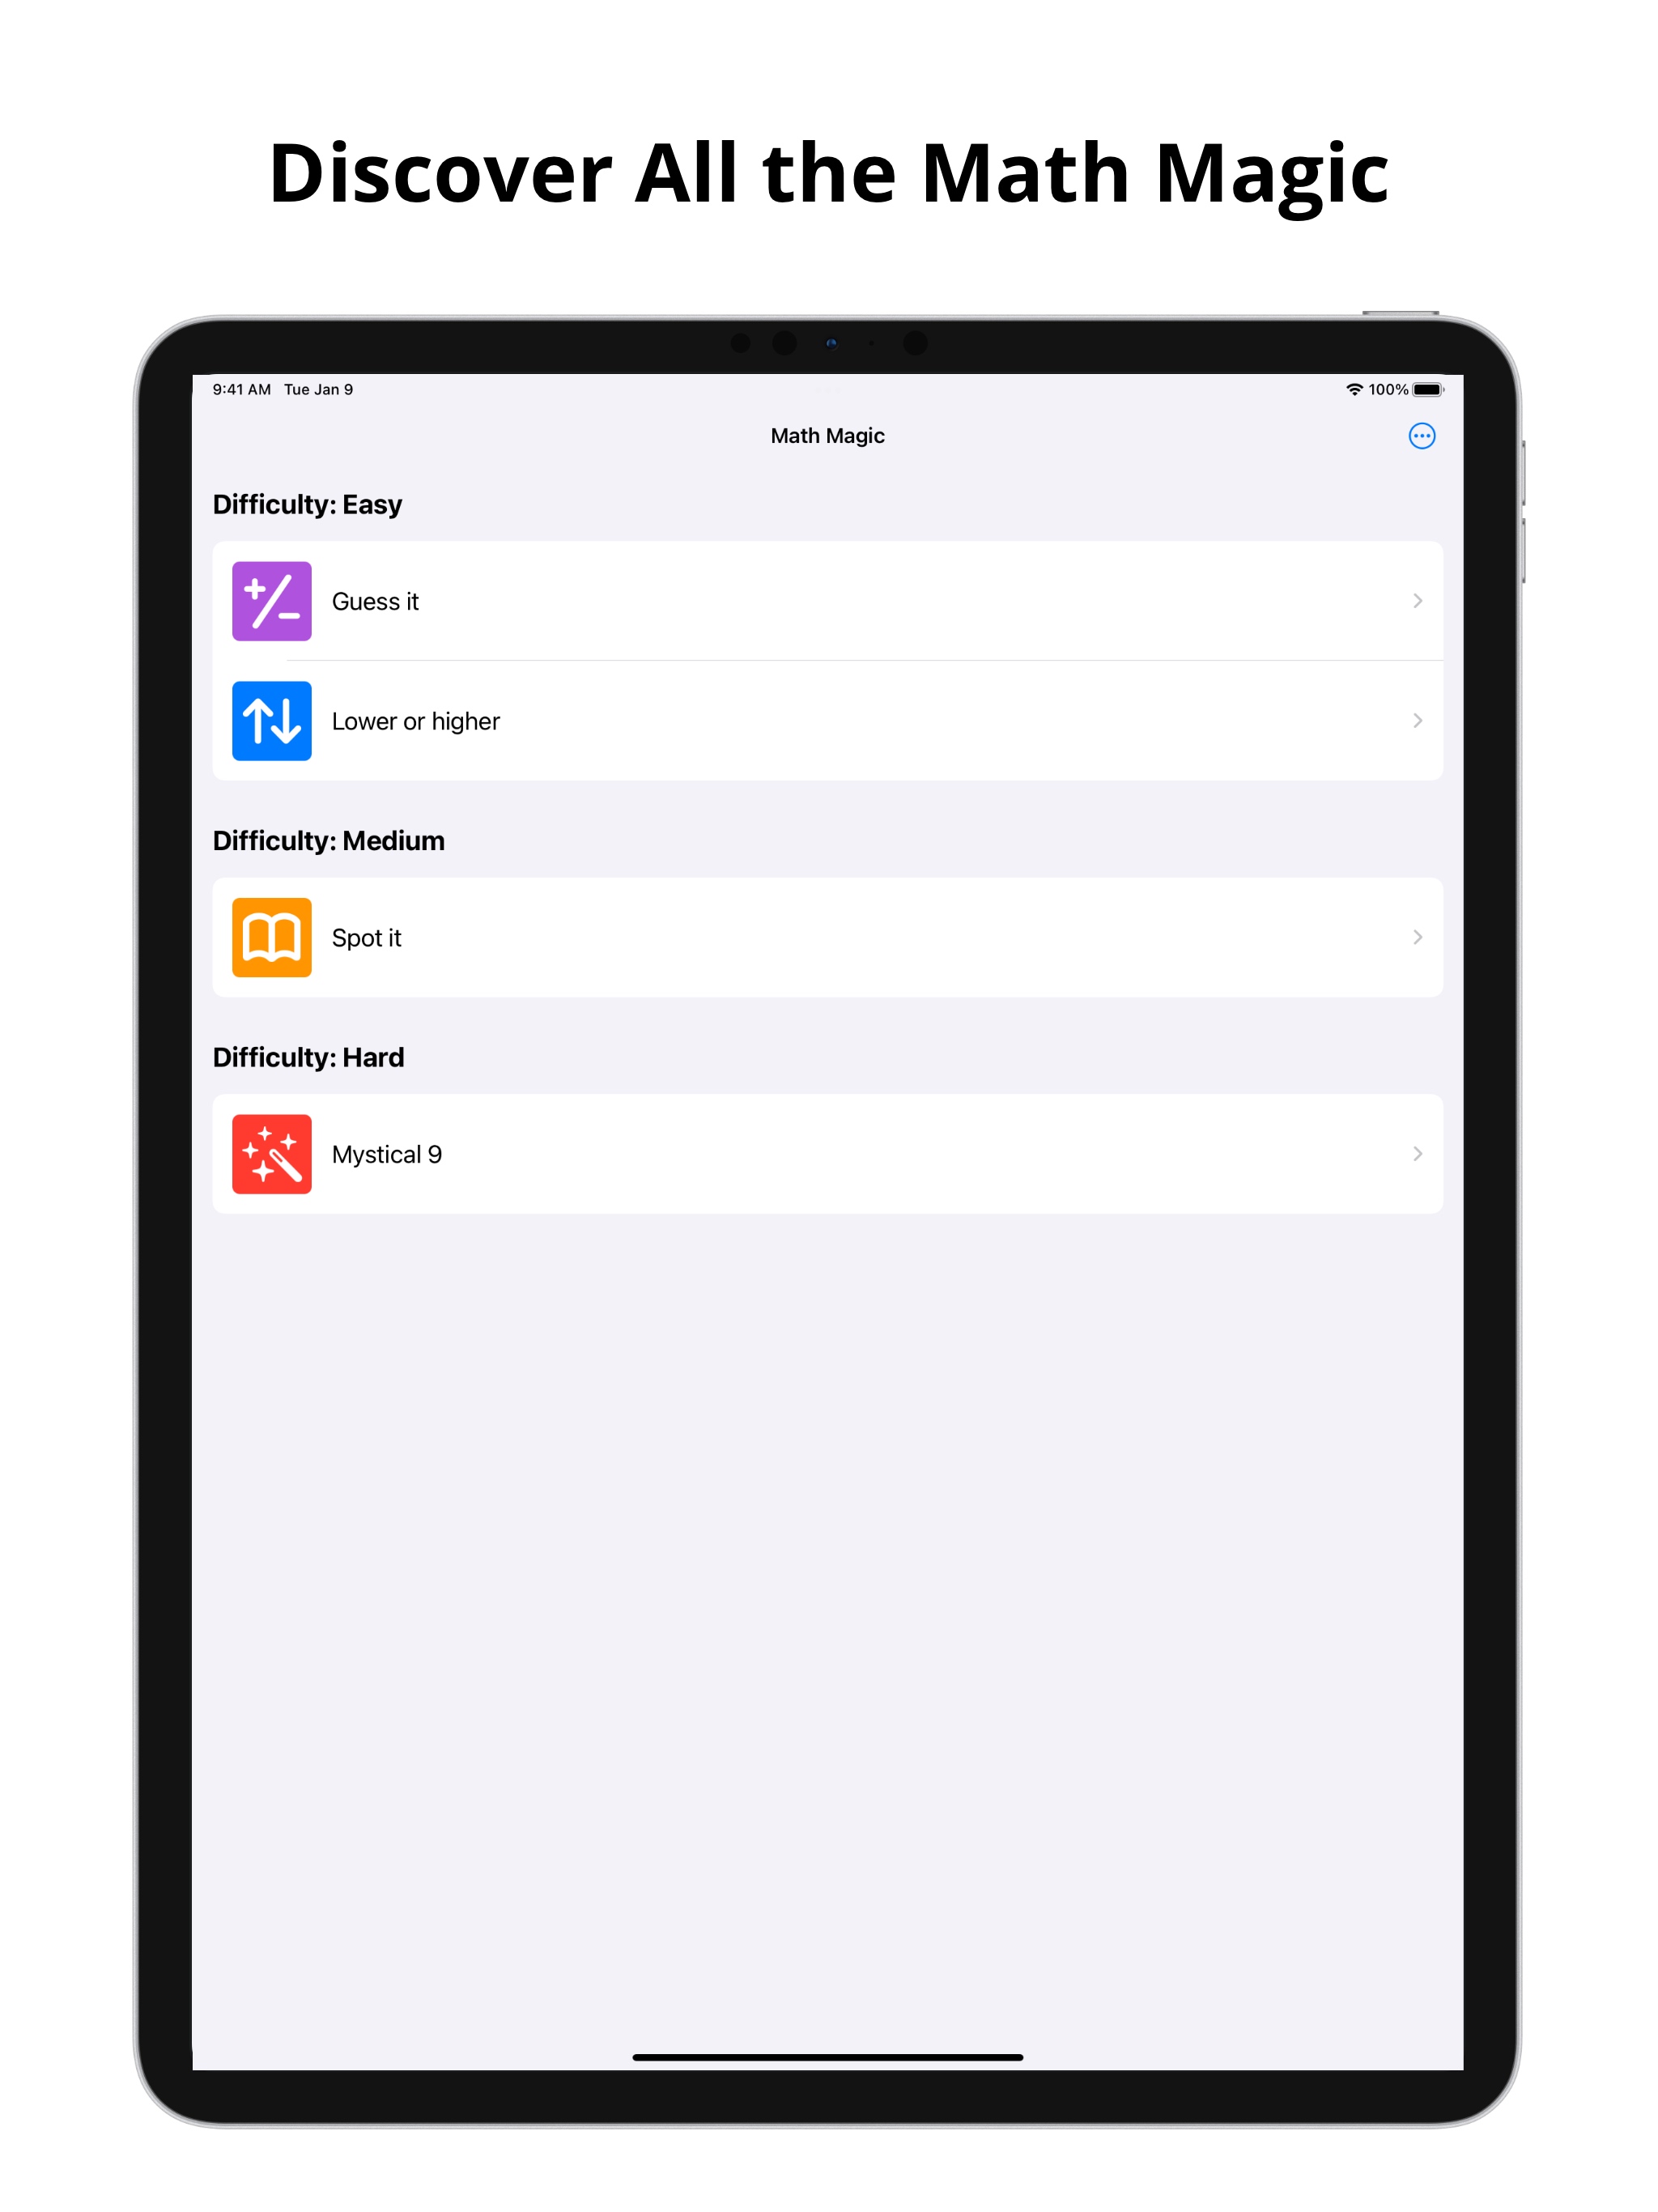 Discover All the Math Magic
9:41 AM Tue Jan 9
100%
Math Magic
Difficulty: Easy
Guess it
Lower or higher
Difficulty: Medium
Spot it
Difficulty: Hard
Mystical 9